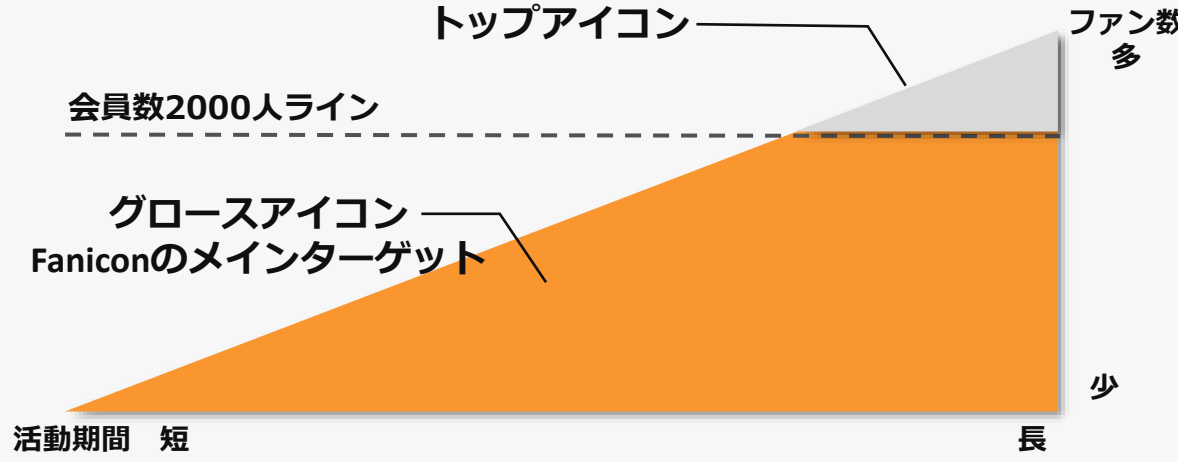 トップアイコン
ファン数
多
会員数2000人ライン
グロースアイコン
Faniconのメインターゲット
少
活動期間 短
長